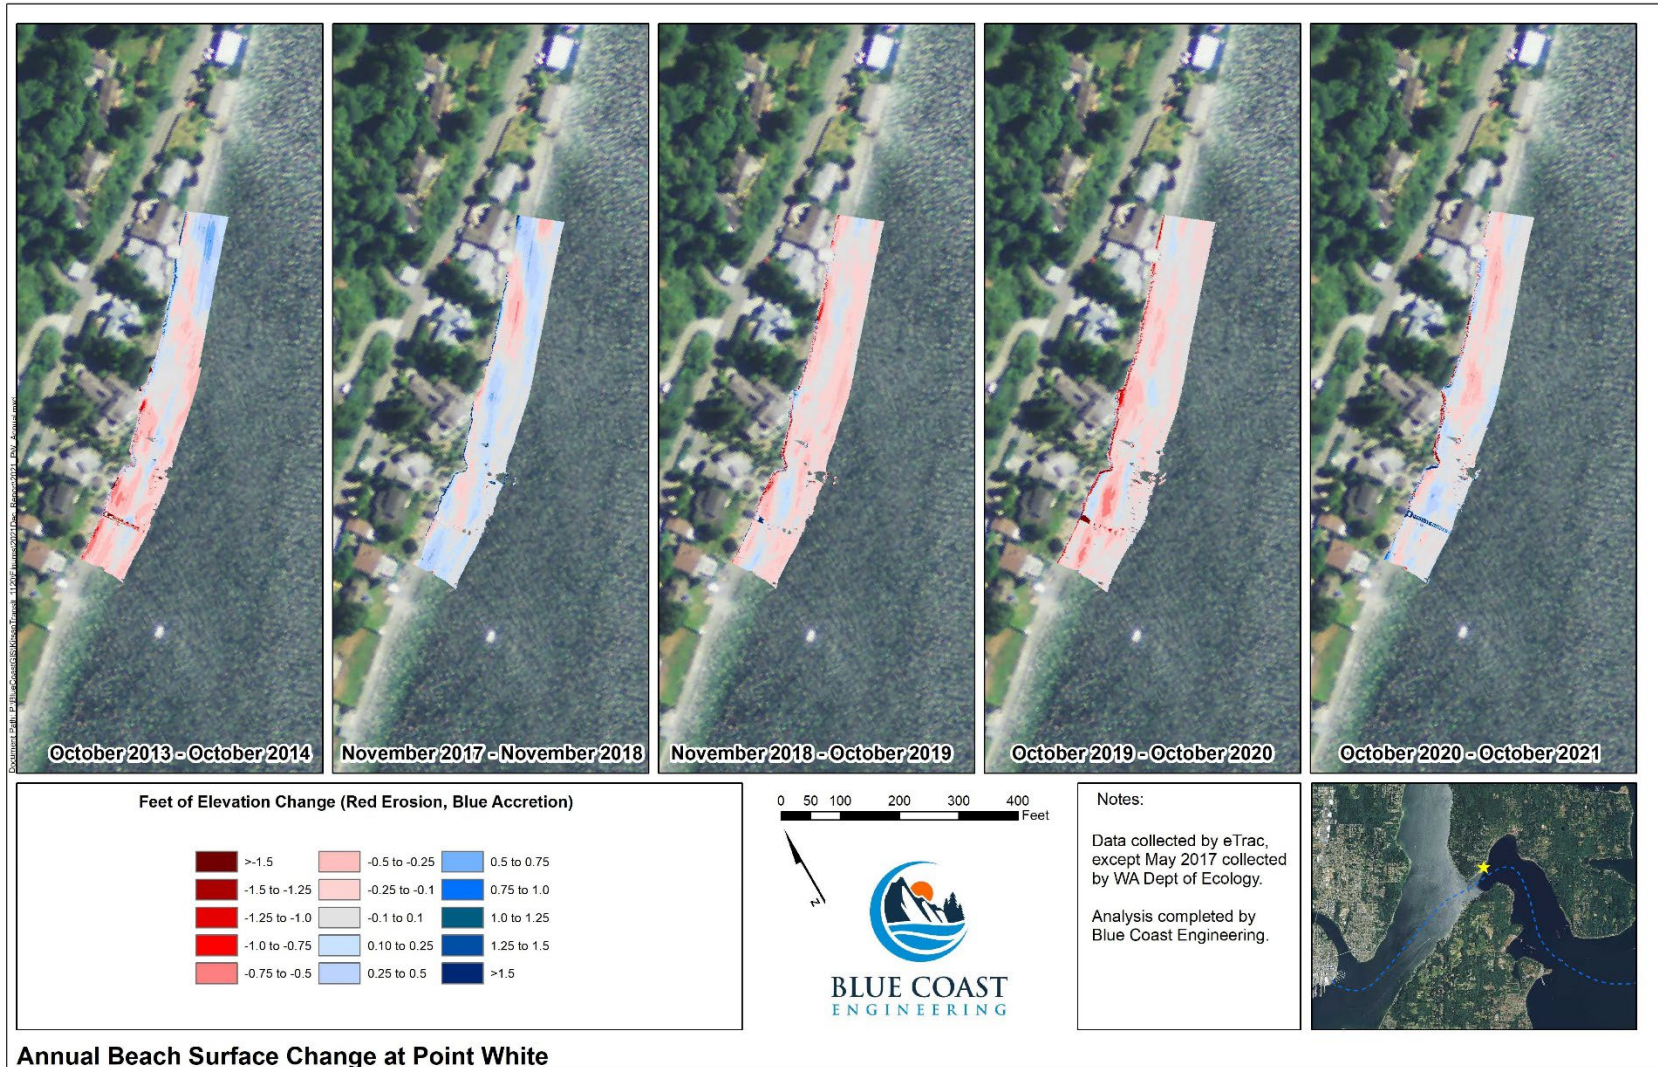 October 2013 - October 2014
November 2017 - November 2018
November 2018 - October 2019
October 2019 - October 2020
October 2020 - October 2021
Feet of Elevation Change (Red Erosion, Blue Accretion)
>-1.5
-1.5 to -1.25
-1.25 to -1.0
-1.0 to -0.75
-0.75 to -0.5
-0.5 to -0.25
-0.25 to -0.1
-0.1 to 0.1
0.10 to 0.25
0.25 to 0.5
0.5 to 0.75
0.75 to 1.0
1.0 to 1.25
1.25 to 1.5
>1.5
0 50 100 200 300 400
Feet
N
BLUE COAST
ENGINEERING
Notes:
Data collected by eTrac,
except May 2017 collected
by WA Dept of Ecology.
Analysis completed by
Blue Coast Engineering.
Annual Beach Surface Change at Point White